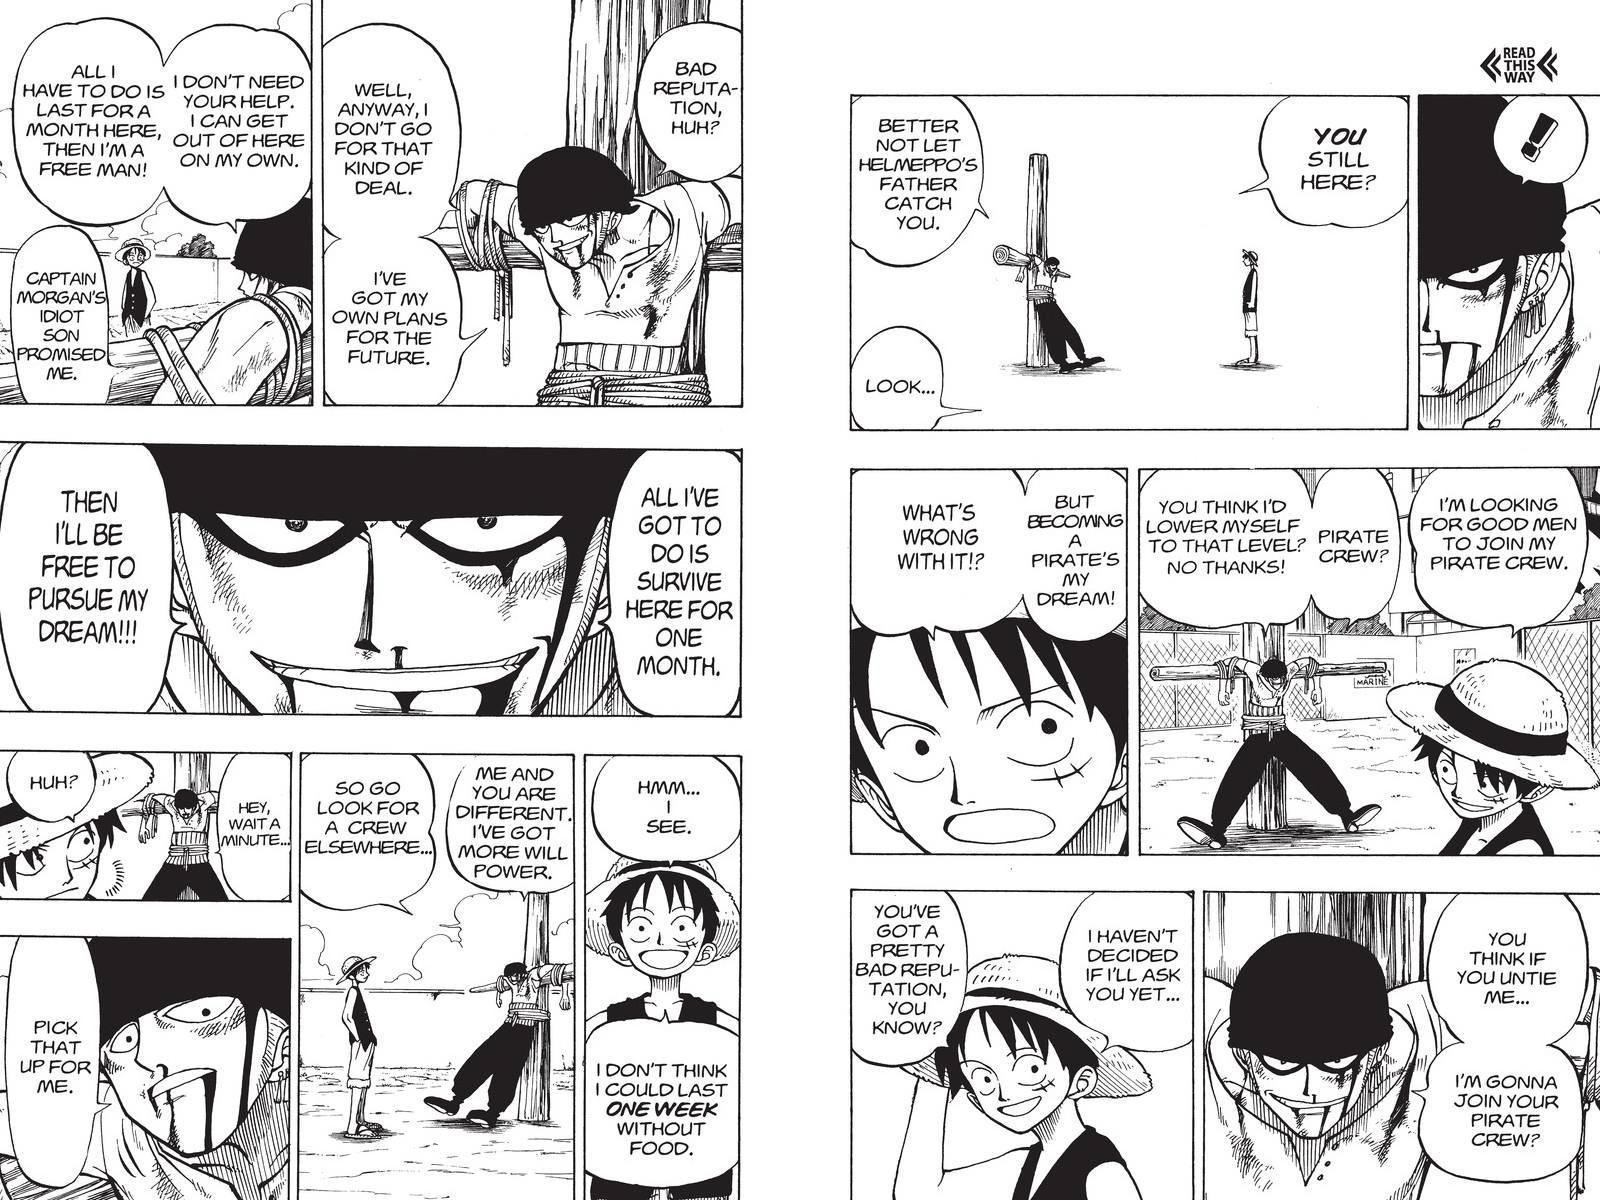 READ
THIS
WAY
!
YOU
STILL
HERE?
BETTER
NOT LET
HELMEPPO'S
FATHER
CATCH
YOU.
LOOK...
I'M LOOKING
FOR GOOD MEN
TO JOIN MY
PIRATE CREW.
PIRATE
CREW?
YOU THINK I'D
LOWER MYSELF
TO THAT LEVEL?
NO THANKS!
MARINE
BUT
BECOMING
A
PIRATE'S
MY
DREAM!
WHAT'S
WRONG
WITH IT!?
YOU
THINK IF
YOU UNTIE
ME...
I'M GONNA
JOIN YOUR
PIRATE
CREW?
I HAVEN'T
DECIDED
IF I'LL ASK
YOU YET...
YOU'VE
GOT A
PRETTY
BAD REPU-
TATION,
YOU
KNOW?
BAD
REPUTA-
TION,
HUH?
WELL,
ANYWAY, I
DON'T GO
FOR THAT
KIND OF
DEAL.
I'VE
GOT MY
OWN PLANS
FOR THE
FUTURE.
I DON'T NEED
YOUR HELP.
I CAN GET
OUT OF HERE
ON MY OWN.
ALL I
HAVE TO DO IS
LAST FOR A
MONTH HERE,
THEN I'M A
FREE MAN!
CAPTAIN
MORGAN'S
IDIOT
SON
PROMISED
ME.
ALL I'VE
GOT TO
DO IS
SURVIVE
HERE FOR
ONE
MONTH.
THEN
I'LL BE
FREE TO
PURSUE MY
DREAM!!!
HMM...
I
SEE.
I DON'T THINK
I COULD LAST
ONE WEEK
WITHOUT
FOOD.
ME AND
YOU ARE
DIFFERENT.
I'VE GOT
MORE WILL
POWER.
SO GO
LOOK FOR
A CREW
ELSEWHERE...
HEY,
WAIT A
MINUTE...
HUH?
PICK
THAT
UP FOR
ME.